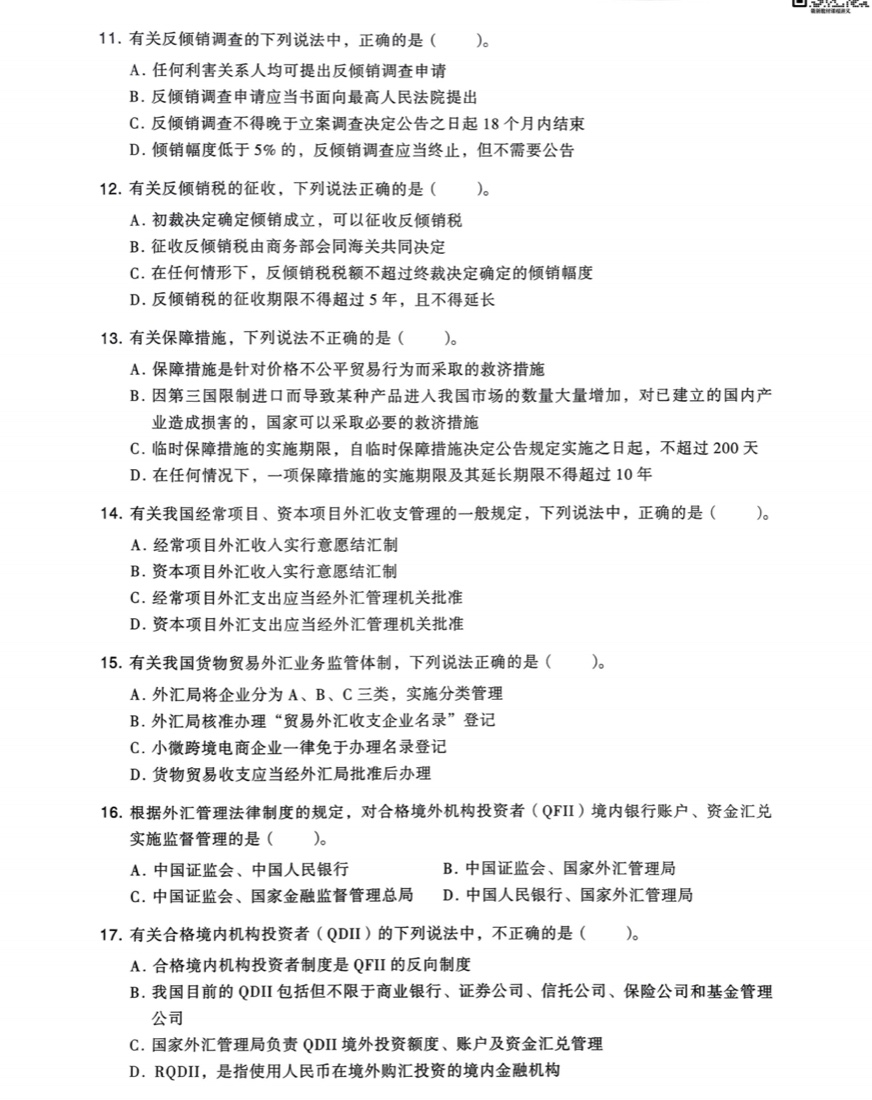 11. 有关反倾销调查的下列说法中，正确的是（　　）。
A. 任何利害关系人均可提出反倾销调查申请
B. 反倾销调查申请应当书面向最高人民法院提出
C. 反倾销调查不得晚于立案调查决定公告之日起 18 个月内结束
D. 倾销幅度低于 5% 的，反倾销调查应当终止，但不需要公告
12. 有关反倾销税的征收，下列说法正确的是（　　）。
A. 初裁决定确定倾销成立，可以征收反倾销税
B. 征收反倾销税由商务部会同海关共同决定
C. 在任何情形下，反倾销税税额不超过终裁决定确定的倾销幅度
D. 反倾销税的征收期限不得超过 5 年，且不得延长
13. 有关保障措施，下列说法不正确的是（　　）。
A. 保障措施是针对价格不公平贸易行为而采取的救济措施
B. 因第三国限制进口而导致某种产品进入我国市场的数量大量增加，对已建立的国内产
业造成损害的，国家可以采取必要的救济措施
C. 临时保障措施的实施期限，自临时保障措施决定公告规定实施之日起，不超过 200 天
D. 在任何情况下，一项保障措施的实施期限及其延长期限不得超过 10 年
14. 有关我国经常项目、资本项目外汇收支管理的一般规定，下列说法中，正确的是（　　）。
A. 经常项目外汇收入实行意愿结汇制
B. 资本项目外汇收入实行意愿结汇制
C. 经常项目外汇支出应当经外汇管理机关批准
D. 资本项目外汇支出应当经外汇管理机关批准
15. 有关我国货物贸易外汇业务监管体制，下列说法正确的是（　　）。
A. 外汇局将企业分为 A、B、C 三类，实施分类管理
B. 外汇局核准办理“贸易外汇收支企业名录”登记
C. 小微跨境电商企业一律免于办理名录登记
D. 货物贸易收支应当经外汇局批准后办理
16. 根据外汇管理法律制度的规定，对合格境外机构投资者（QFII）境内银行账户、资金汇兑
实施监督管理的是（　　）。
A. 中国证监会、中国人民银行　　B. 中国证监会、国家外汇管理局
C. 中国证监会、国家金融监督管理总局　　D. 中国人民银行、国家外汇管理局
17. 有关合格境内机构投资者（QDII）的下列说法中，不正确的是（　　）。
A. 合格境内机构投资者制度是 QFII 的反向制度
B. 我国目前的 QDII 包括但不限于商业银行、证券公司、信托公司、保险公司和基金管理
公司
C. 国家外汇管理局负责 QDII 境外投资额度、账户及资金汇兑管理
D. RQDII，是指使用人民币在境外购汇投资的境内金融机构